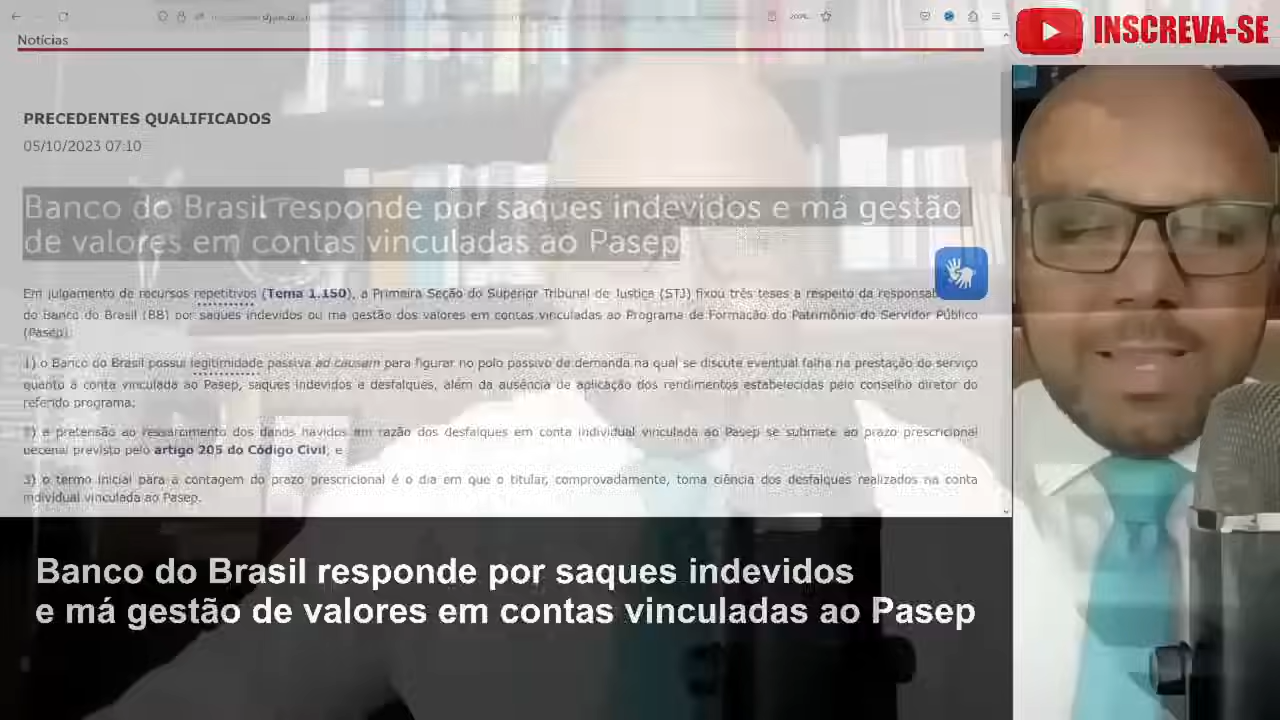 INSCREVA-SE
Notícias
PRECEDENTES QUALIFICADOS
05/10/2023 07:10
Banco do Brasil responde por saques indevidos e má gestão
de valores em contas vinculadas ao Pasep
Em julgamento de recursos repetitivos (Tema 1.150), a Primeira Seção do Superior Tribunal de Justiça (STJ) fixou três teses a respeito da
do Banco do Brasil (BB) por saques indevidos ou má gestão dos valores em contas vinculadas ao Programa de Formação do Patrimônio do Servidor Público
(Pasep):
1) o Banco do Brasil possui legitimidade passiva ad causam para figurar no polo passivo de demanda na qual se discute eventual falha na prestação do serviço
quanto à conta vinculada ao Pasep, saques indevidos e desfalques, além da ausência de aplicação dos rendimentos estabelecidas pelo conselho diretor do
referido programa;
2) a pretensão ao ressarcimento dos danos havidos em razão dos desfalques em conta individual vinculada ao Pasep se submete ao prazo prescricional
decenal previsto pelo artigo 205 do Código Civil; e
3) o termo inicial para a contagem do prazo prescricional é o dia em que o titular, comprovadamente, toma ciência dos desfalques realizados na conta
individual vinculada ao Pasep.
Banco do Brasil responde por saques indevidos
e má gestão de valores em contas vinculadas ao Pasep